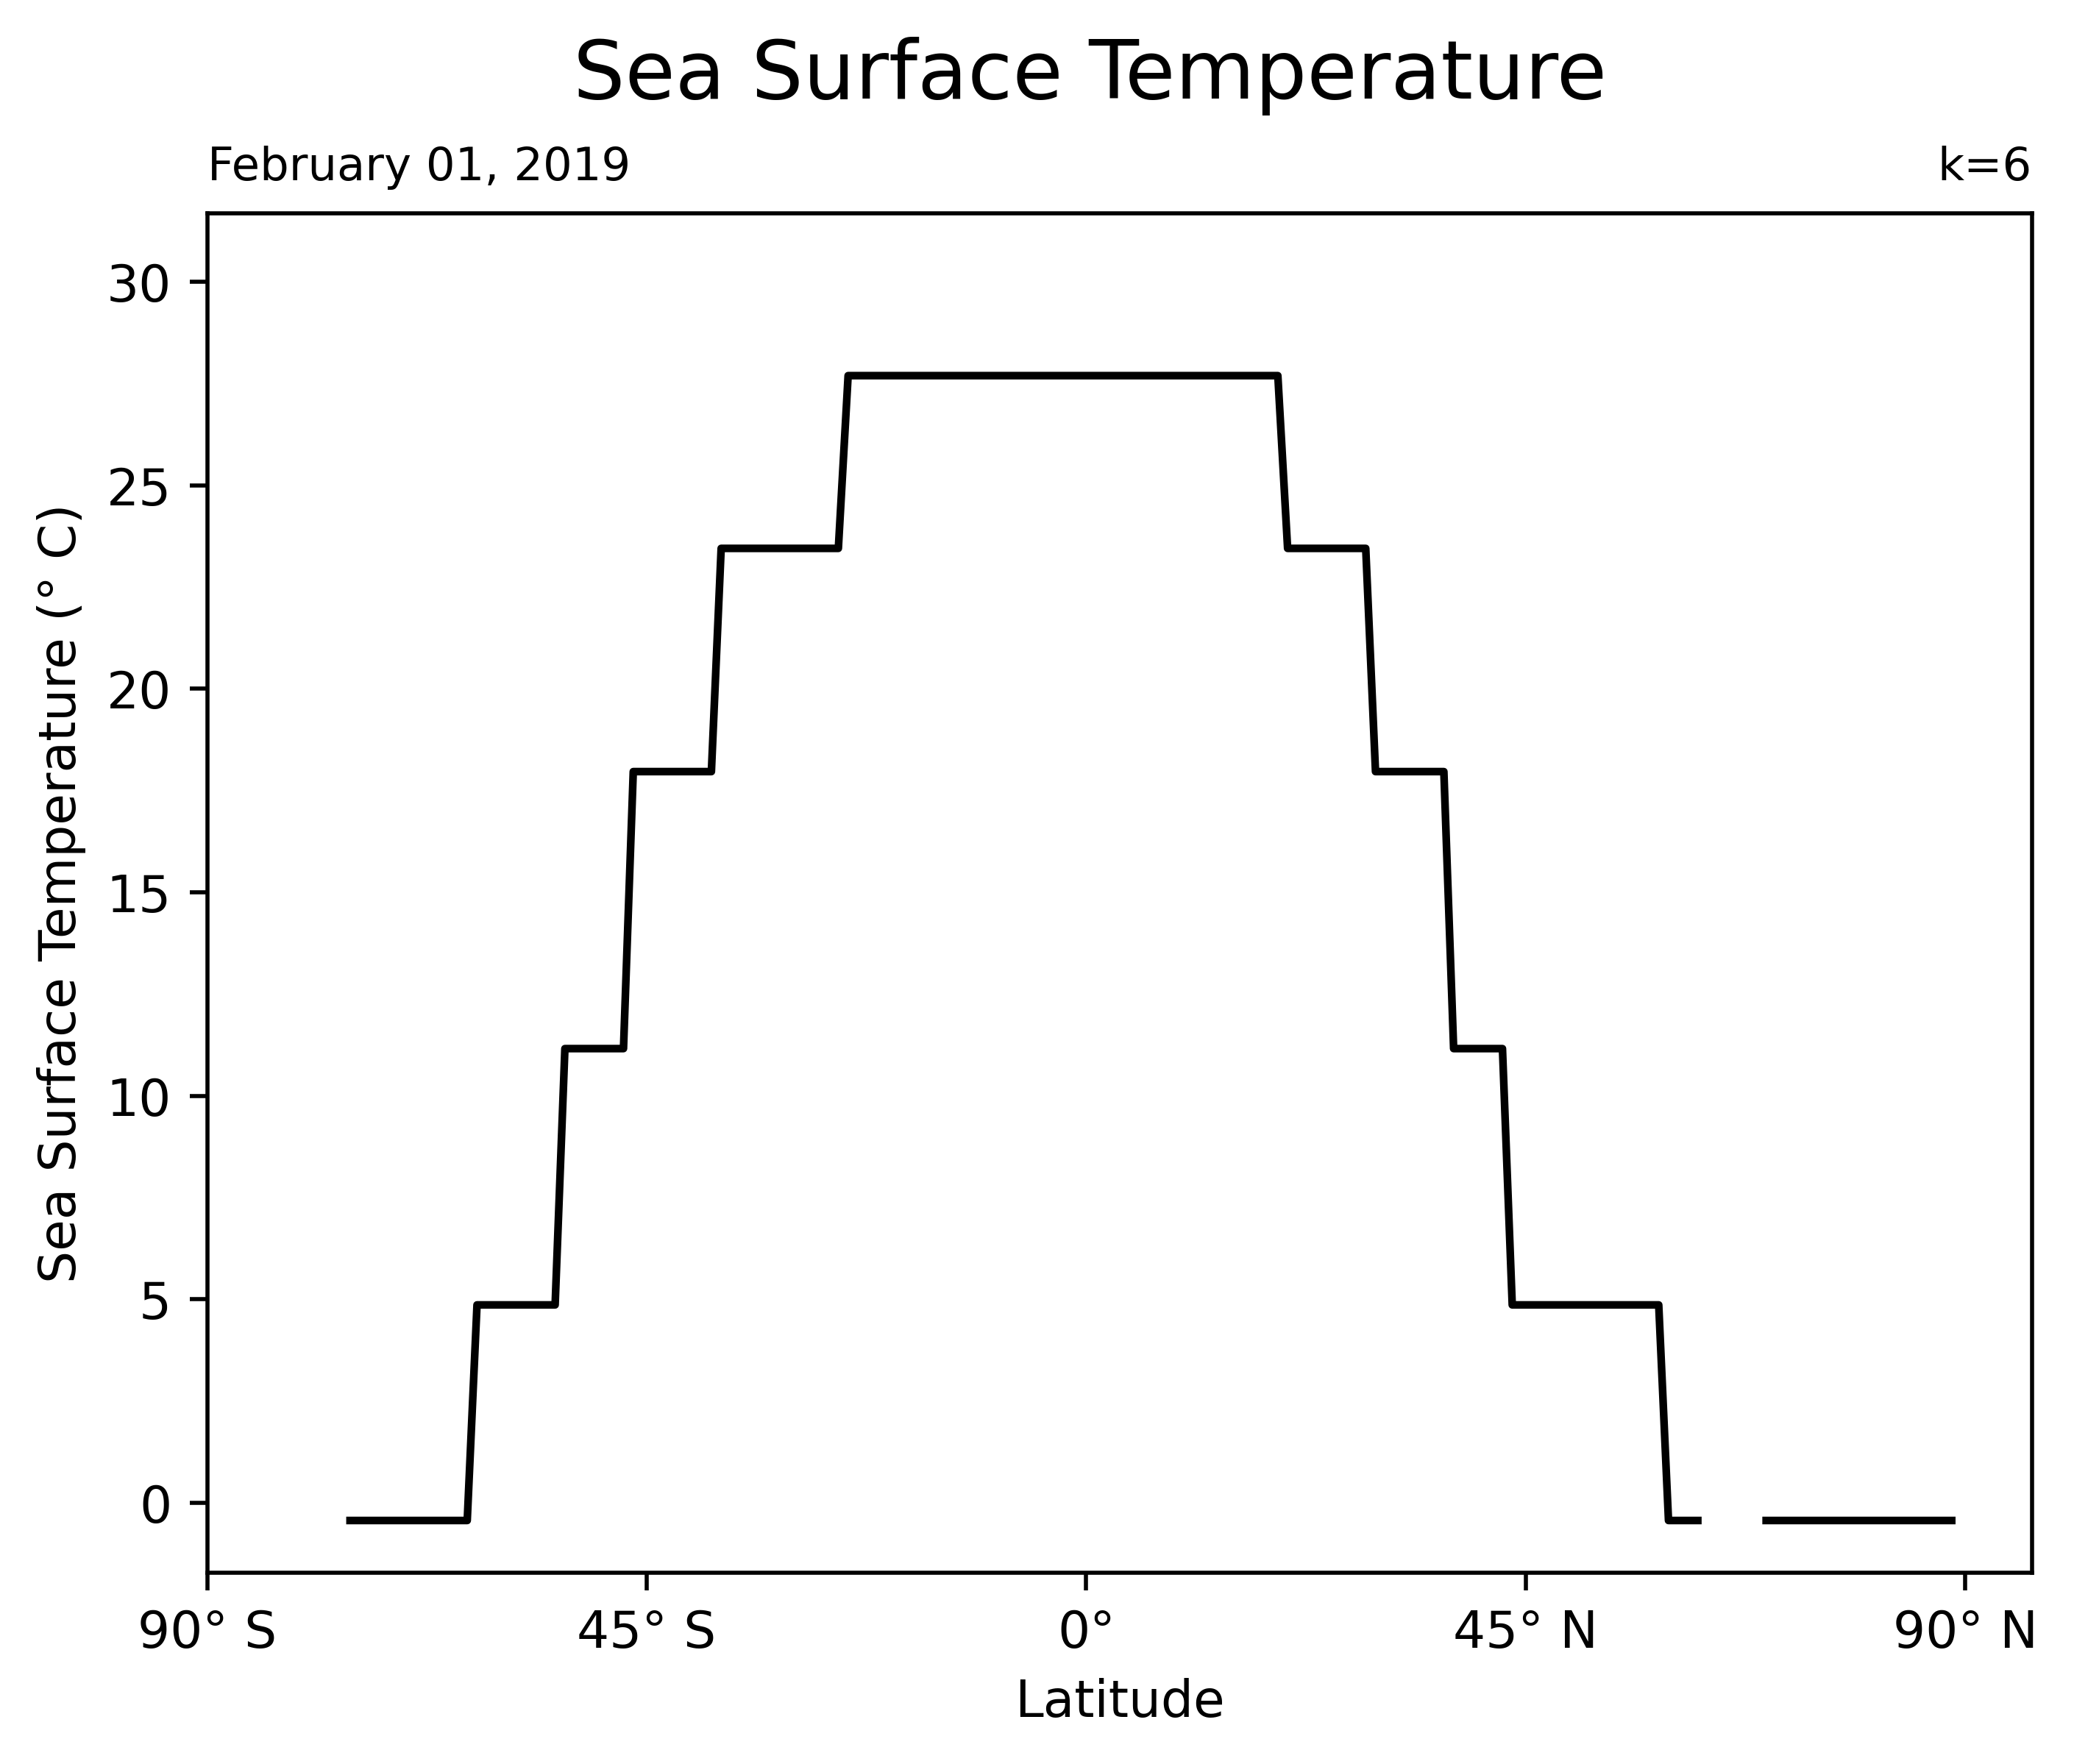 Sea Surface Temperature
February 01, 2019
k=6
30
25
20
15
10
5
0
Sea Surface Temperature (° C)
90° S
45° S
0°
45° N
90° N
Latitude